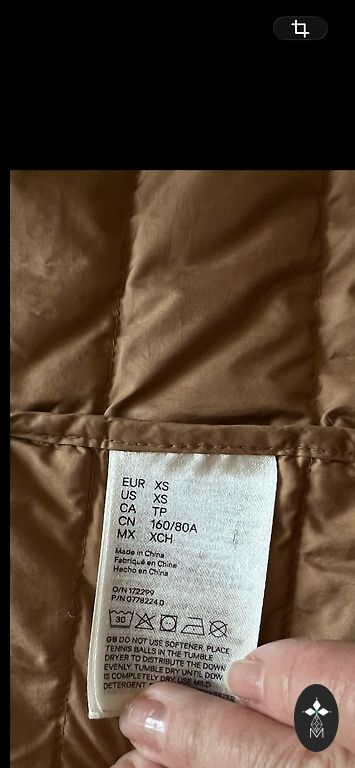 EUR XS
US XS
CA TP
CN 160/80A
MX XCH
Made in China
Fabriqué en Chine
Hecho en China
O/N 172299
P/N 0778224 D
30
GB DO NOT USE SOFTENER. PLACE
TENNIS BALLS IN THE TUMBLE
DRYER TO DISTRIBUTE THE DOWN
EVENLY. TUMBLE DRY UNTIL DOW
IS COMPLETELY DRY. USE MILD
DETERGENT
M